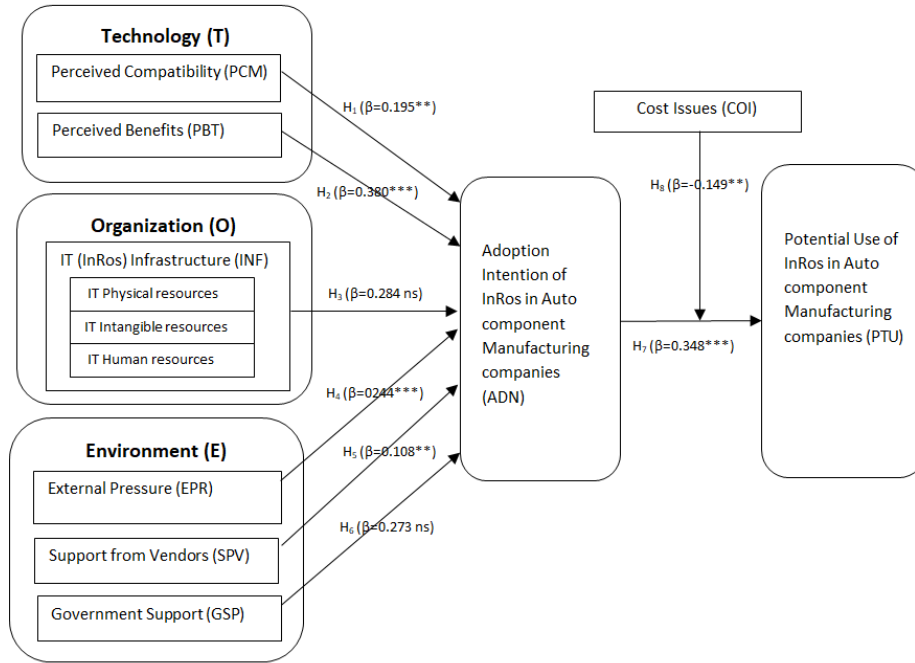 Technology (T)
Perceived Compatibility (PCM)
Perceived Benefits (PBT)
Organization (O)
IT (InRos) Infrastructure (INF)
IT Physical resources
IT Intangible resources
IT Human resources
Environment (E)
External Pressure (EPR)
Support from Vendors (SPV)
Government Support (GSP)
H₁ (β=0.195**)
H₂ (β=0.380***)
H₃ (β=0.284 ns)
H₄ (β=0244***)
H₅ (β=0.108**)
H₆ (β=0.273 ns)
Adoption
Intention of
InRos in Auto
component
Manufacturing
companies
(ADN)
Cost Issues (COI)
H₈ (β=-0.149**)
H₇ (β=0.348***)
Potential Use of
InRos in Auto
component
Manufacturing
companies (PTU)